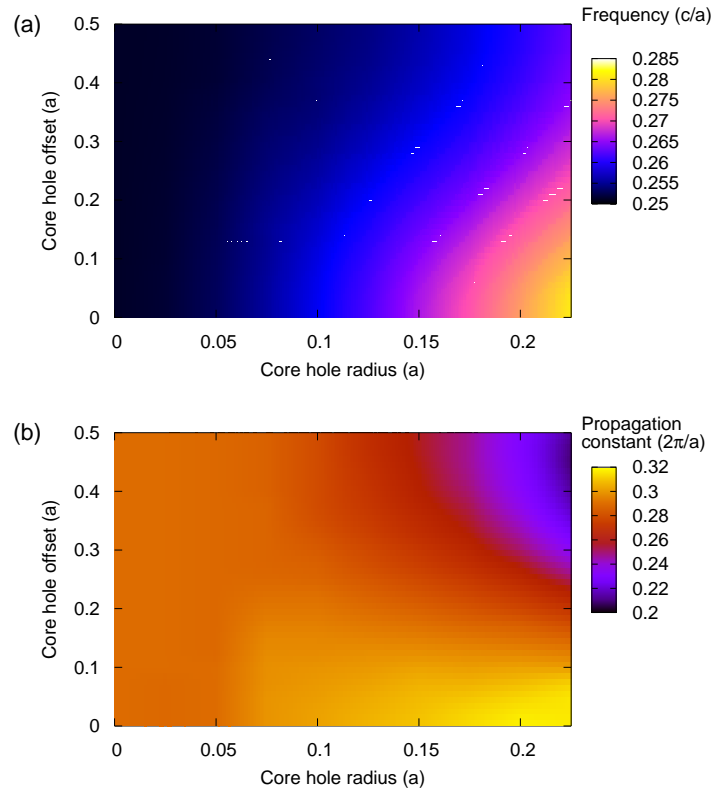 (a)
Frequency (c/a)
Core hole offset (a)
0.5
0.4
0.3
0.2
0.1
0
0 0.05 0.1 0.15 0.2
Core hole radius (a)
0.285
0.285
0.275
0.27
0.265
0.26
0.255
0.25
(b)
Propagation
constant (2π/a)
Core hole offset (a)
0.5
0.4
0.3
0.2
0.1
0
0 0.05 0.1 0.15 0.2
Core hole radius (a)
0.32
0.3
0.28
0.26
0.24
0.22
0.2